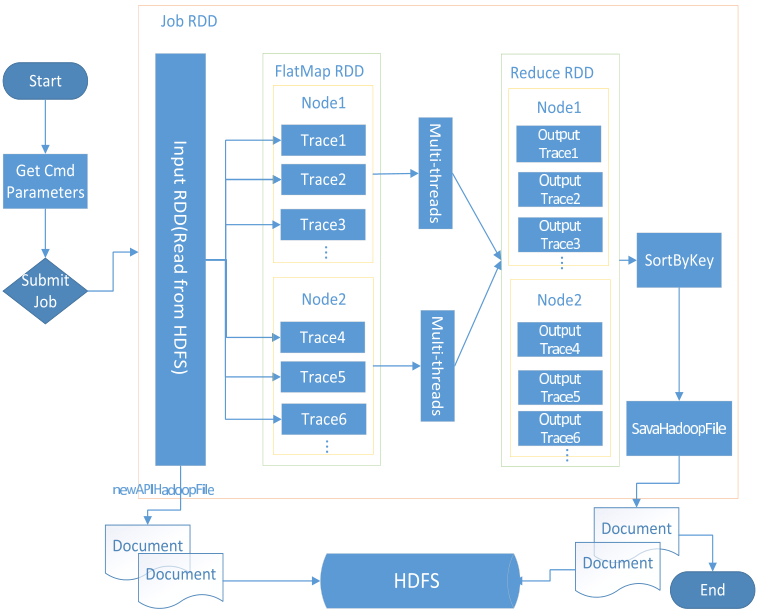 Job RDD
Start
Get Cmd
Parameters
Submit
Job
Input RDD(Read from HDFS)
FlatMap RDD
Node1
Trace1
Trace2
Trace3
⋮
Node2
Trace4
Trace5
Trace6
⋮
Multi-threads
Multi-threads
Reduce RDD
Node1
Output
Trace1
Output
Trace2
Output
Trace3
⋮
Node2
Output
Trace4
Output
Trace5
Output
Trace6
⋮
SortByKey
SavaHadoopFile
newAPIHadoopFile
Document
Document
HDFS
Document
Document
End